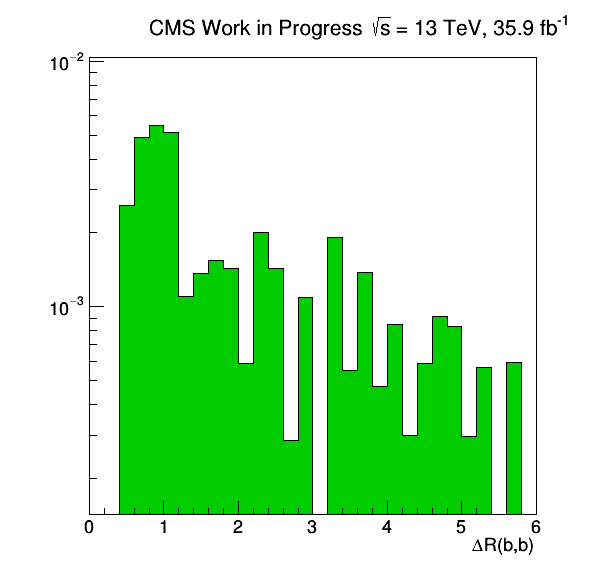 CMS Work in Progress √s = 13 TeV, 35.9 fb⁻¹
10⁻²
10⁻³
0 1 2 3 4 5 6
ΔR(b,b)